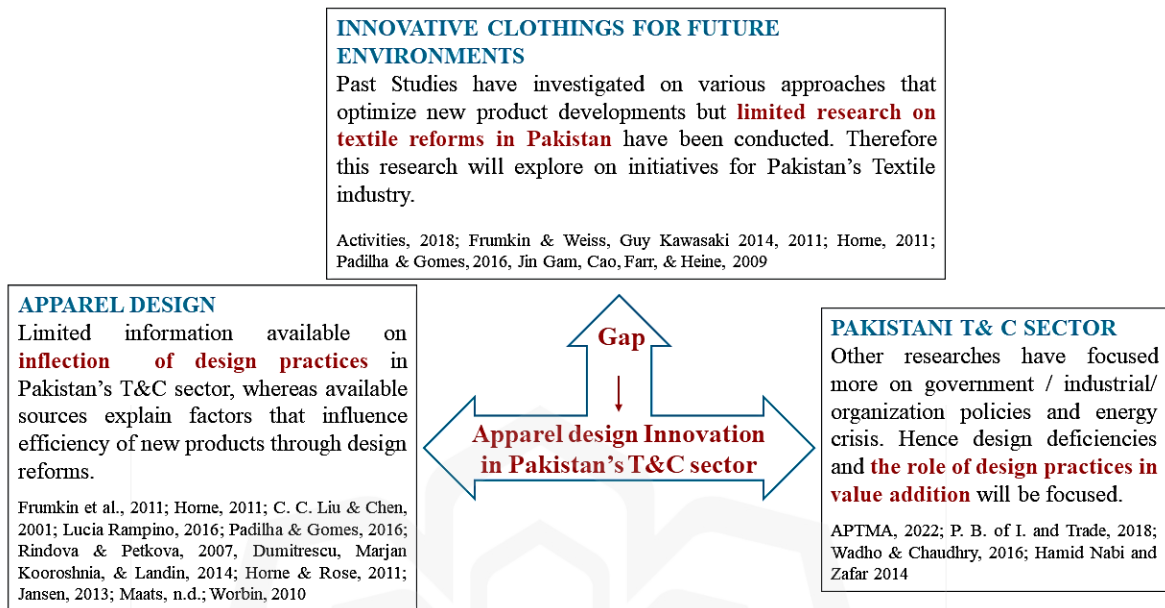 INNOVATIVE CLOTHINGS FOR FUTURE
ENVIRONMENTS
Past Studies have investigated on various approaches that
optimize new product developments but limited research on
textile reforms in Pakistan have been conducted. Therefore
this research will explore on initiatives for Pakistan's Textile
industry.
Activities, 2018; Frumkin & Weiss, Guy Kawasaki 2014, 2011; Horne, 2011;
Padilha & Gomes, 2016, Jin Gam, Cao, Farr, & Heine, 2009
APPAREL DESIGN
Limited information available on
inflection of design practices in
Pakistan's T&C sector, whereas available
sources explain factors that influence
efficiency of new products through design
reforms.
Frumkin et al., 2011; Horne, 2011; C. C. Liu & Chen,
2001; Lucia Rampino, 2016; Padilha & Gomes, 2016;
Rindova & Petkova, 2007, Dumitrescu, Marjan
Kooroshnia, & Landin, 2014; Horne & Rose, 2011;
Jansen, 2013; Maats, n.d.; Worbin, 2010
Gap
Apparel design Innovation
in Pakistan's T&C sector
PAKISTANI T& C SECTOR
Other researches have focused
more on government / industrial/
organization policies and energy
crisis. Hence design deficiencies
and the role of design practices in
value addition will be focused.
APTMA, 2022; P. B. of I. and Trade, 2018;
Wadho & Chaudhry, 2016; Hamid Nabi and
Zafar 2014